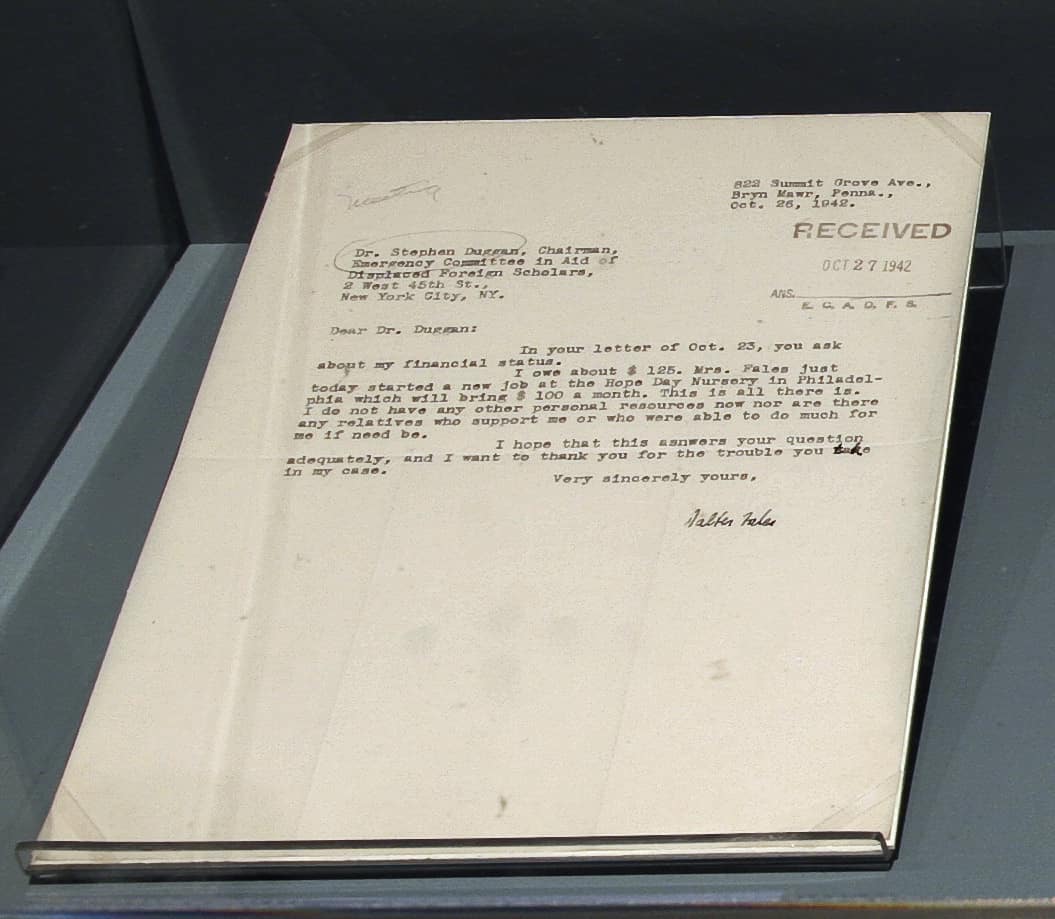 822 Summit Grove Ave.,
Bryn Mawr, Penna.,
Oct. 26, 1942.
RECEIVED
OCT 27 1942
ANS.
E. C. A. D. F. S.
Dr. Stephen Duggan, Chairman,
Emergency Committee in Aid of
Displaced Foreign Scholars,
2 West 45th St.,
New York City, NY.
Dear Dr. Duggan:
In your letter of Oct. 23, you ask
about my financial status.
I owe about $ 125. Mrs. Fales just
today started a new job at the Hope Day Nursery in Philadel-
phia which will bring $ 100 a month. This is all there is.
I do not have any other personal resources now nor are there
any relatives who support me or who were able to do much for
me if need be.
I hope that this asnwers your question
adequately, and I want to thank you for the trouble you take
in my case.
Very sincerely yours,
Walter Fales